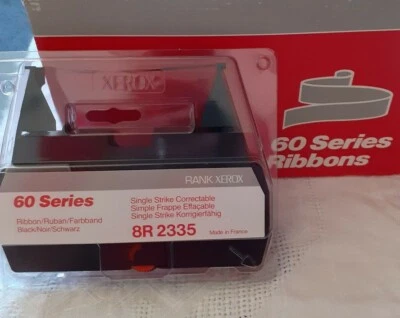 XEROX
60 Series
Ribbons
RANK XEROX
60 Series
Single Strike Correctable
Simple Frappe Effaçable
Single Strike Korrigierfähig
Ribbon/Ruban/Farbband
Black/Noir/Schwarz
8R 2335
Made in France